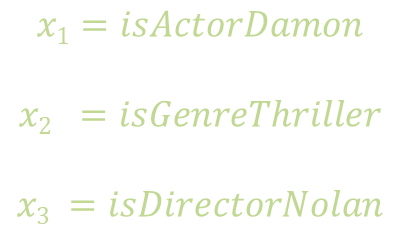 x₁ = isActorDamon
x₂ = isGenreThriller
x₃ = isDirectorNolan